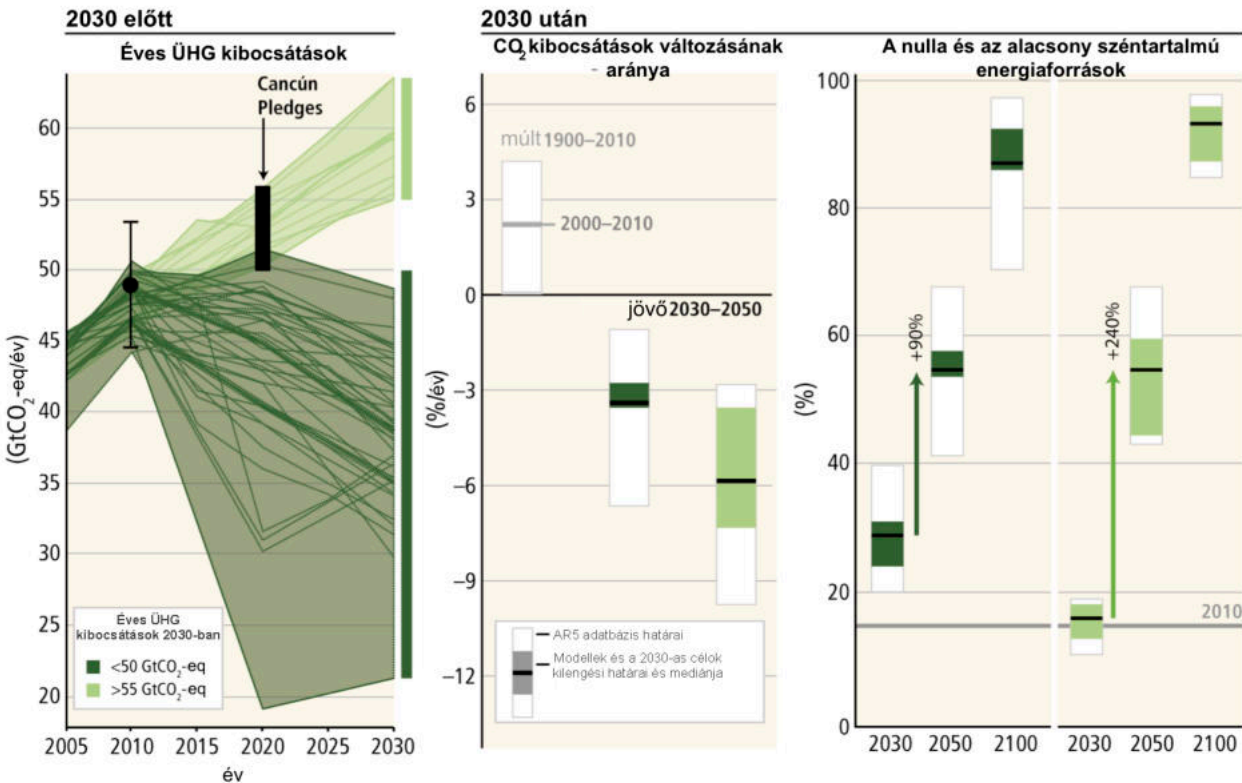 2030 előtt
Éves ÜHG kibocsátások
Cancún
Pledges
60
55
50
45
40
35
30
25
20
(GtCO₂-eq/év)
Éves ÜHG
kibocsátások 2030-ban
<50 GtCO₂-eq
>55 GtCO₂-eq
2005 2010 2015 2020 2025 2030
év
2030 után
CO₂ kibocsátások változásának
aránya
6
3
0
−3
−6
−9
−12
(%/év)
múlt 1900–2010
2000–2010
jövő 2030–2050
AR5 adatbázis határai
Modellek és a 2030-as célok
kilengési határai és mediánja
A nulla és az alacsony széntartalmú
energiaforrások
100
80
60
40
20
0
(%)
+90%
+240%
2010
2030 2050 2100 2030 2050 2100